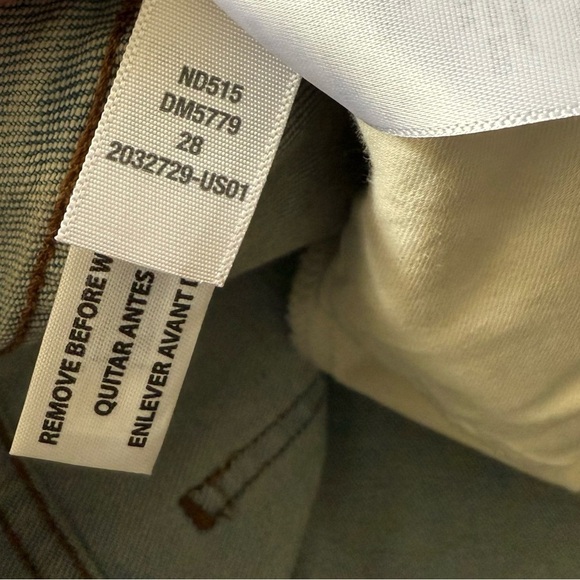 ND515
DM5779
28
2032729-US01
REMOVE BEFORE W
QUITAR ANTES
ENLEVER AVANT